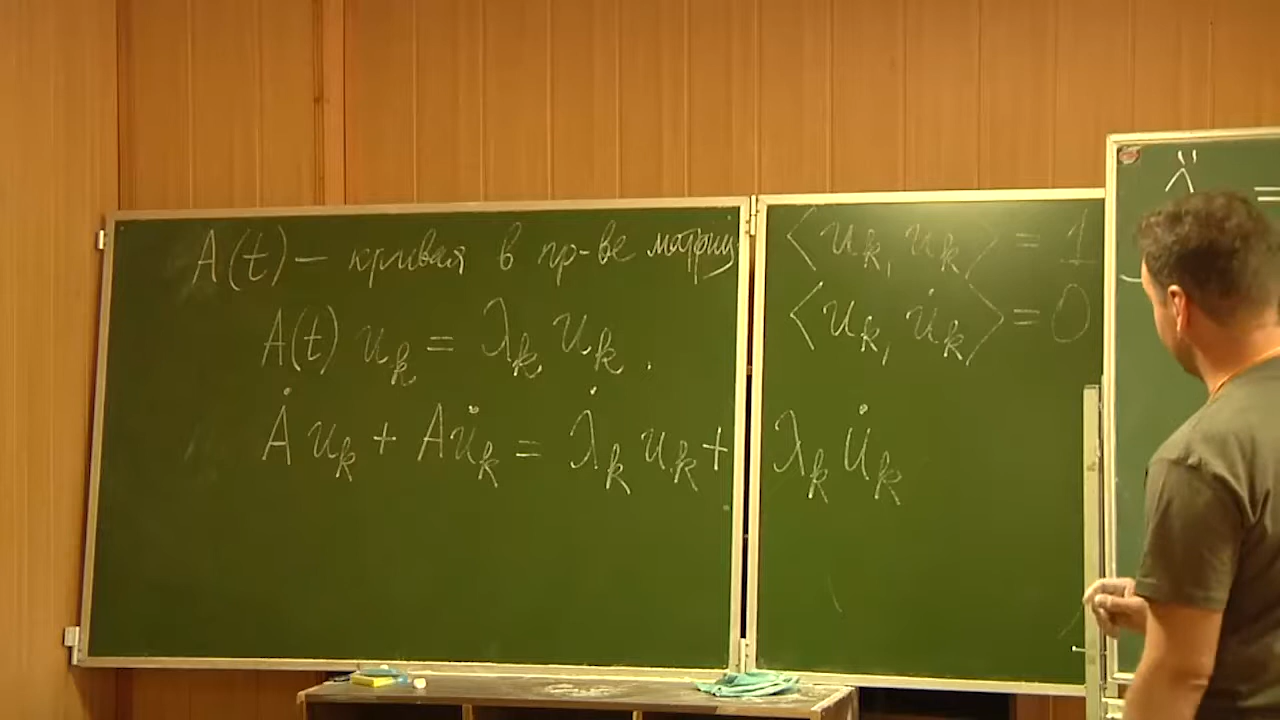 A(t) — кривая в пр-ве матриц
A(t) u_k = λ_k u_k .
Ȧ u_k + A u̇_k = λ̇_k u_k + λ_k u̇_k
⟨u_k, u_k⟩ = 1
⟨u_k, u̇_k⟩ = 0
λ̈ =